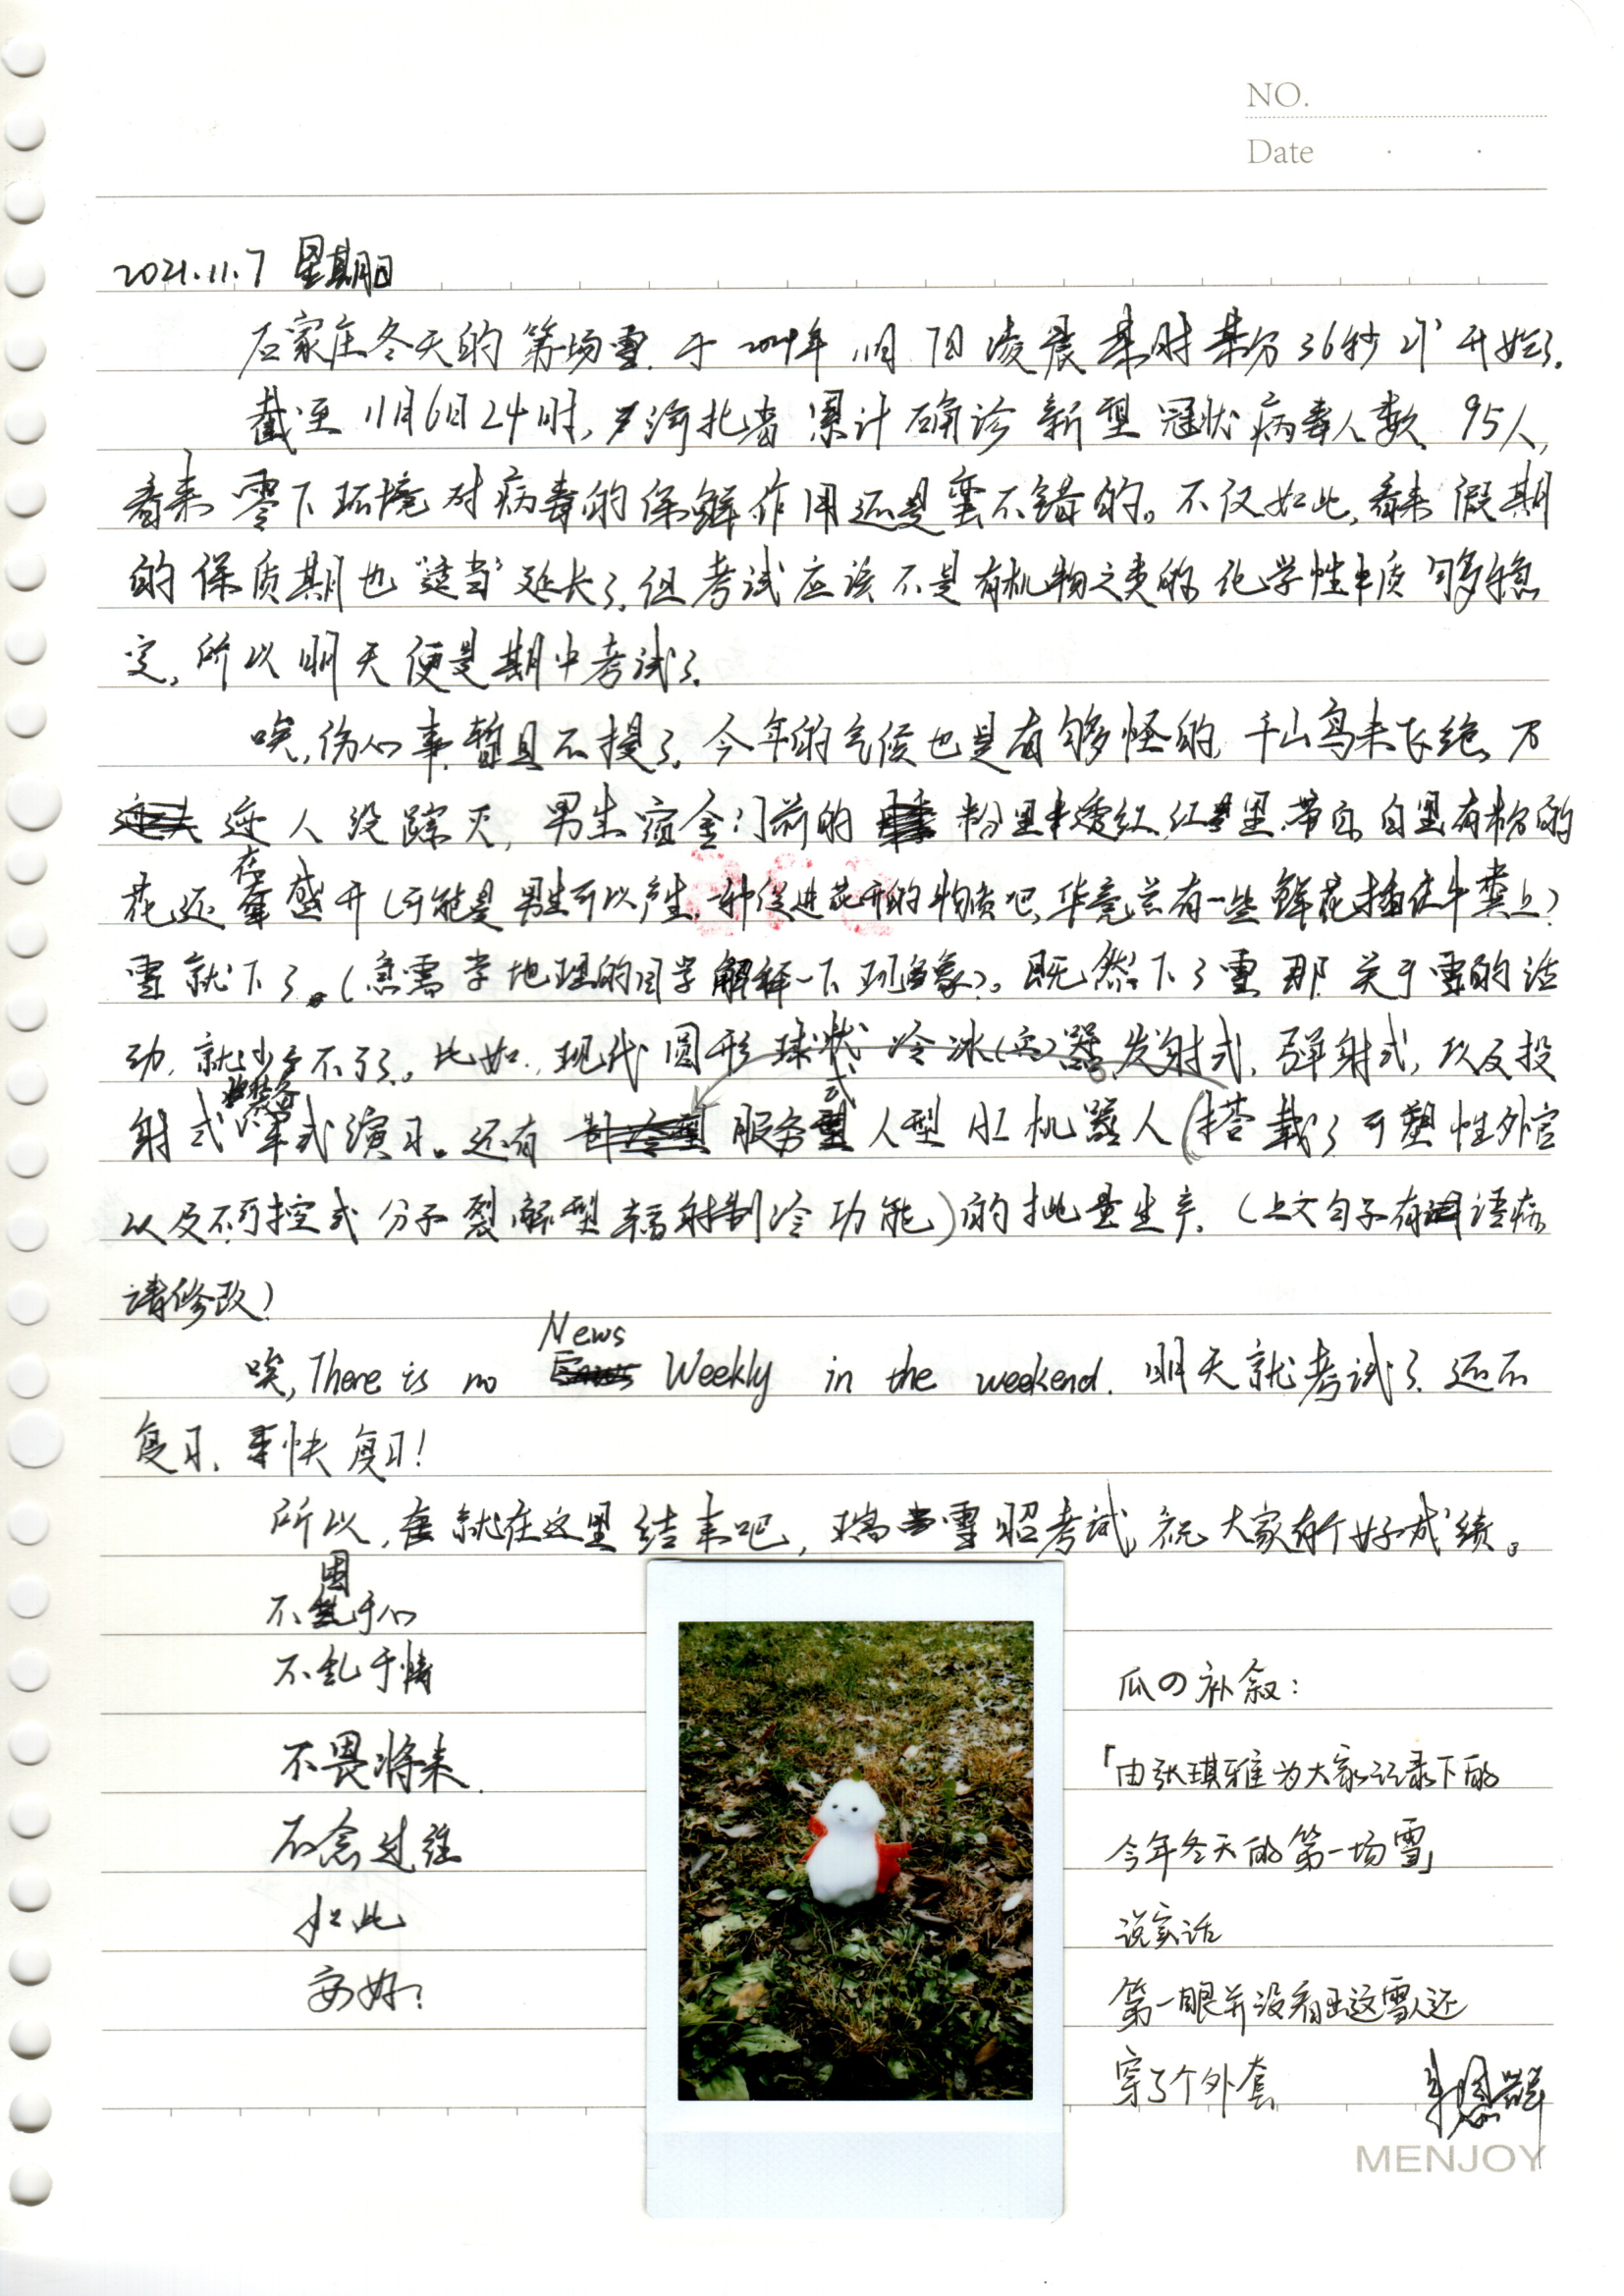 NO.
Date
2021.11.7 星期日
石家庄冬天的第一场雪,于2021年11月7日凌晨某时某分36秒 开始了。
截至11月6日24时,河北省累计确诊新型冠状病毒人数95人,
看来零下环境对病毒的保鲜作用还是蛮不错的。不仅如此,看来假期
的保质期也“适当”延长了,但考试应该不是有机物之类的,化学性质够稳
定,所以明天便是期中考试了。
唉,伤心事,暂且不提了。今年的气候也是有够怪的,千山鸟未飞绝,万
迹人没踪灭,男生宿舍门前的粉里透红,红里带白,白里有粉的
花还在盛开(可能是男生可以产生一种促进花开的物质吧,毕竟总有一些鲜花插在牛粪上)
雪就下了。(急需学地理的同学解释一下现象)。既然下了雪,那关于雪的活
动,就少不了。比如,现代圆形球状冷冰( )器发射式,弹射式,以及投
射式 军式演习。还有服务式人型 机器人(搭载了可塑性外官
以及不可控式分子裂解型辐射制冷功能)的批量生产。(上文句子有语病
请修改)
唉,There is no News Weekly in the weekend. 明天就考试了,还不
复习,快复习!
所以,就在这里结束吧,瑞雪 考试,祝大家有个好成绩。
不困于心
不乱于情
不畏将来
不念过往
如此
安好?
瓜の补叙:
「由张琪雅为大家记录下的
今年冬天的第一场雪」
说实话
第一眼并没看出这雪人还
穿了个外套
MENJOY